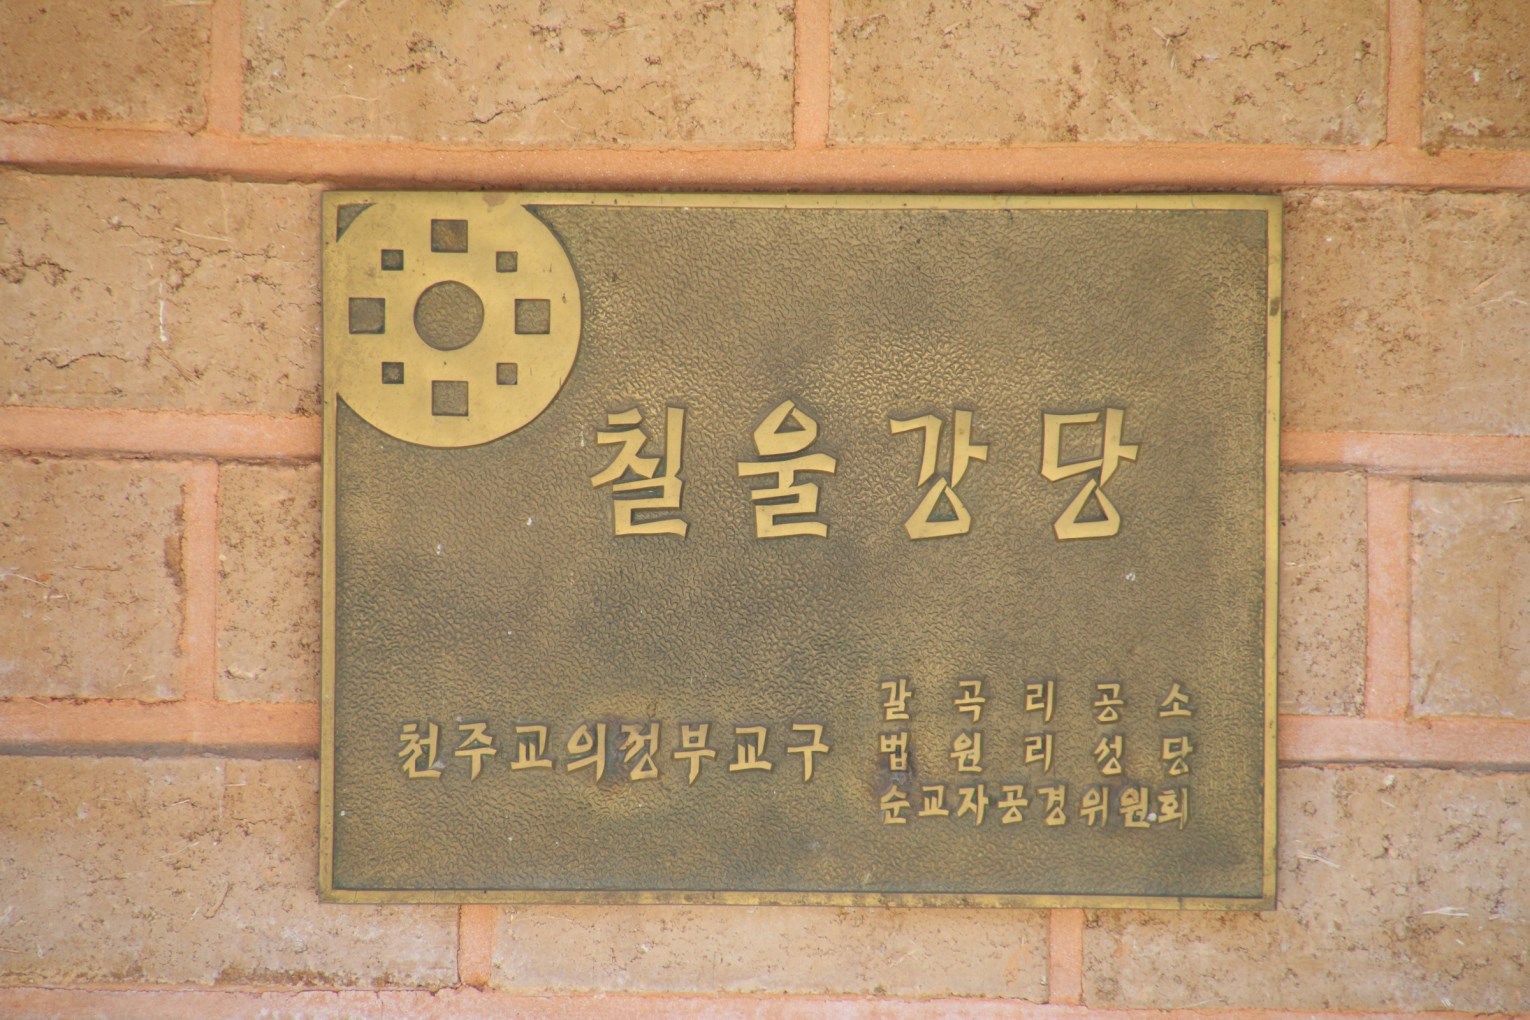 칠울강당
천주교의정부교구
갈곡리공소
법원리성당
순교자공경위원회